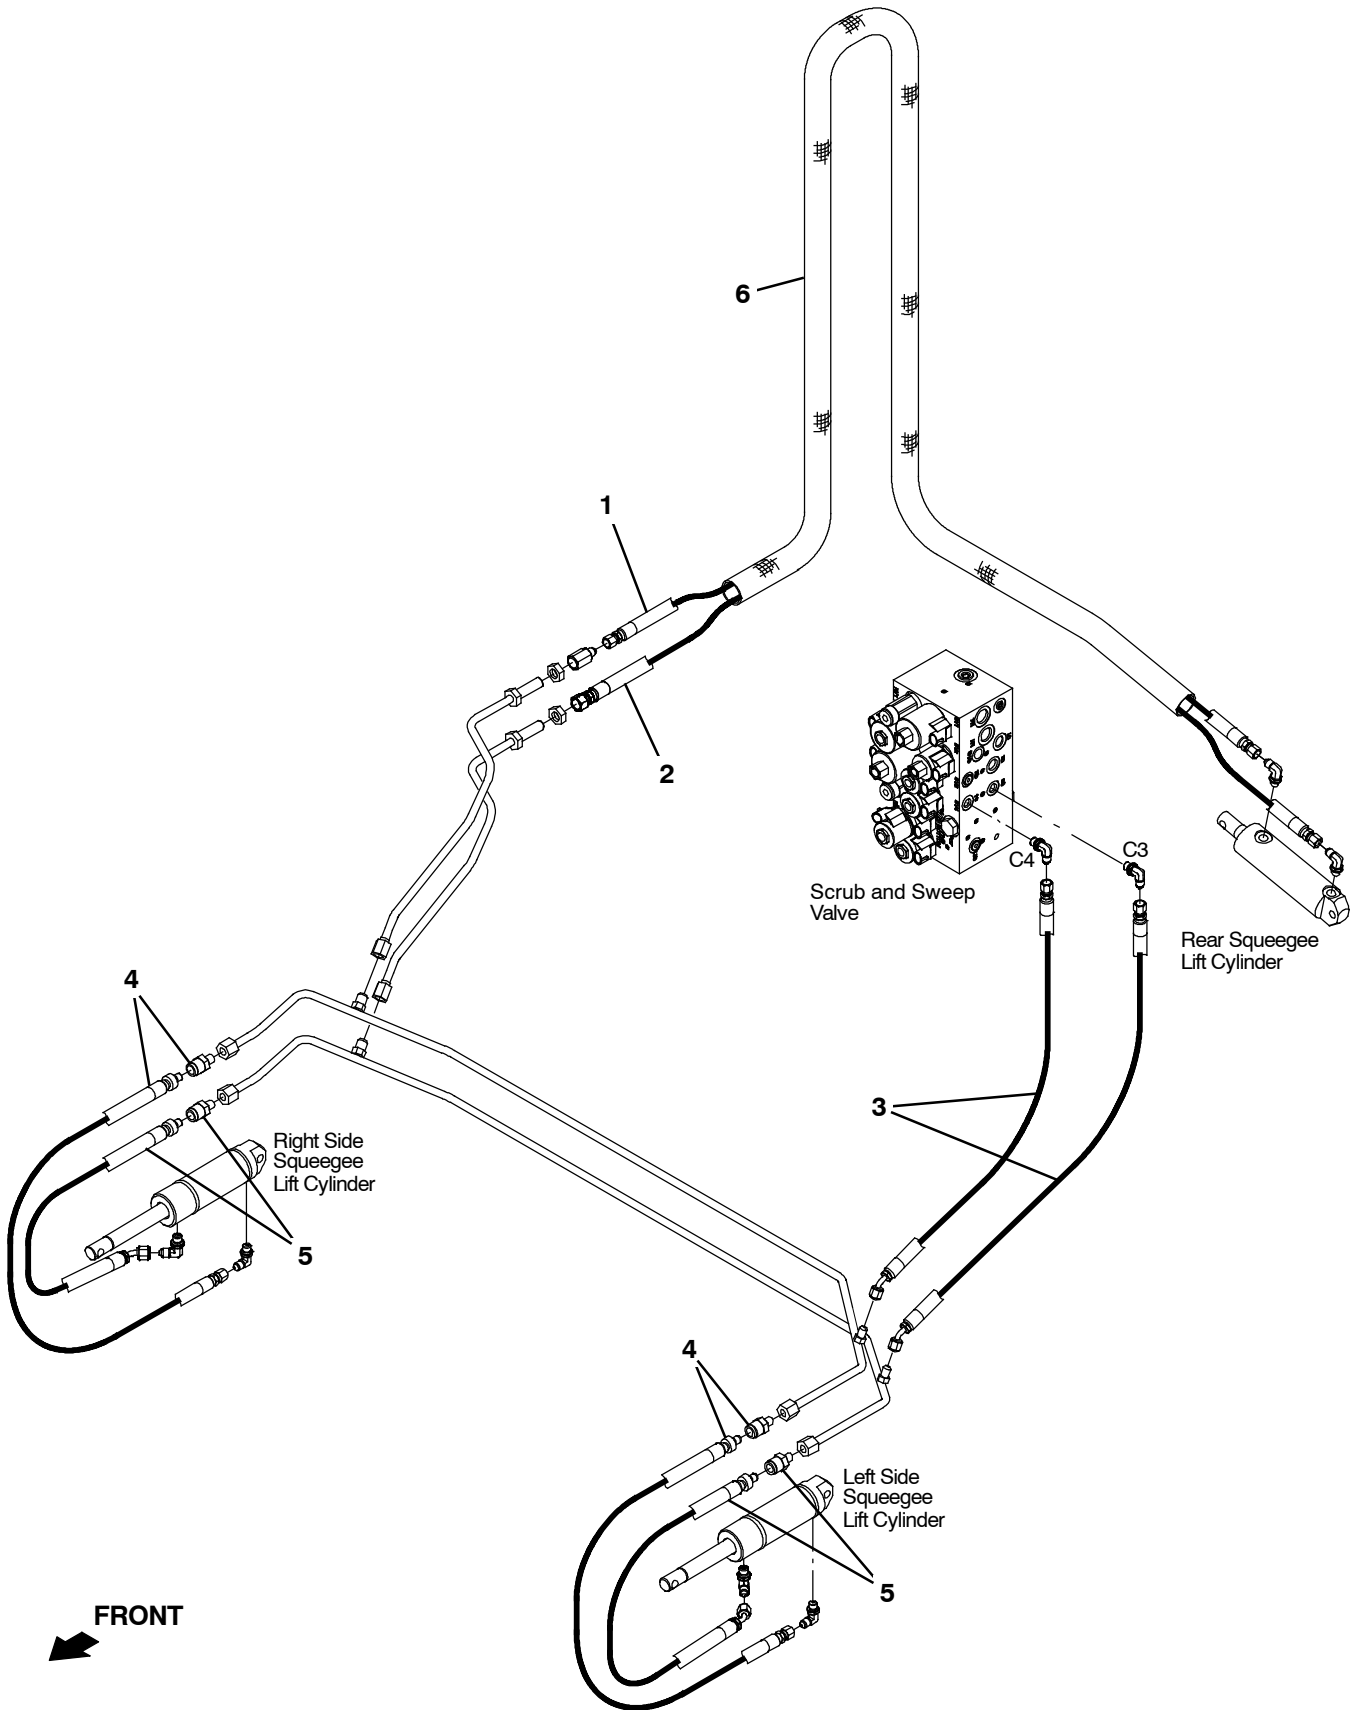 6
1
2
C4
C3
Scrub and Sweep
Valve
Rear Squeegee
Lift Cylinder
4
3
Right Side
Squeegee
Lift Cylinder
5
4
Left Side
Squeegee
Lift Cylinder
5
FRONT